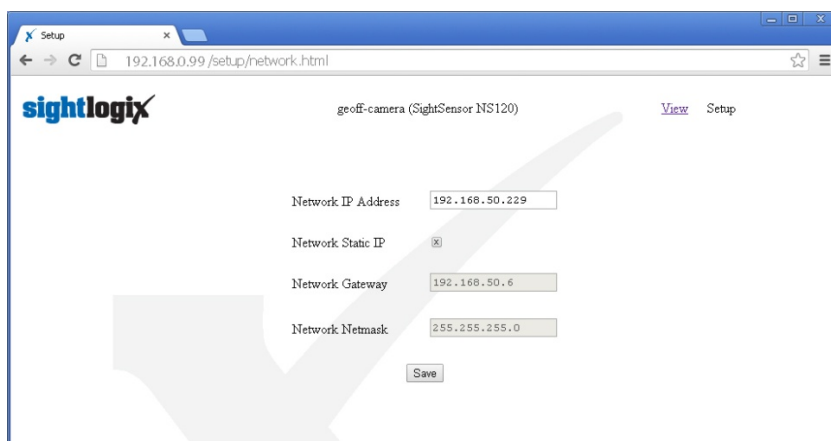 Setup
192.168.0.99/setup/network.html
sightlogix
geoff-camera (SightSensor NS120)
View Setup
Network IP Address 192.168.50.229
Network Static IP x
Network Gateway 192.168.50.6
Network Netmask 255.255.255.0
Save